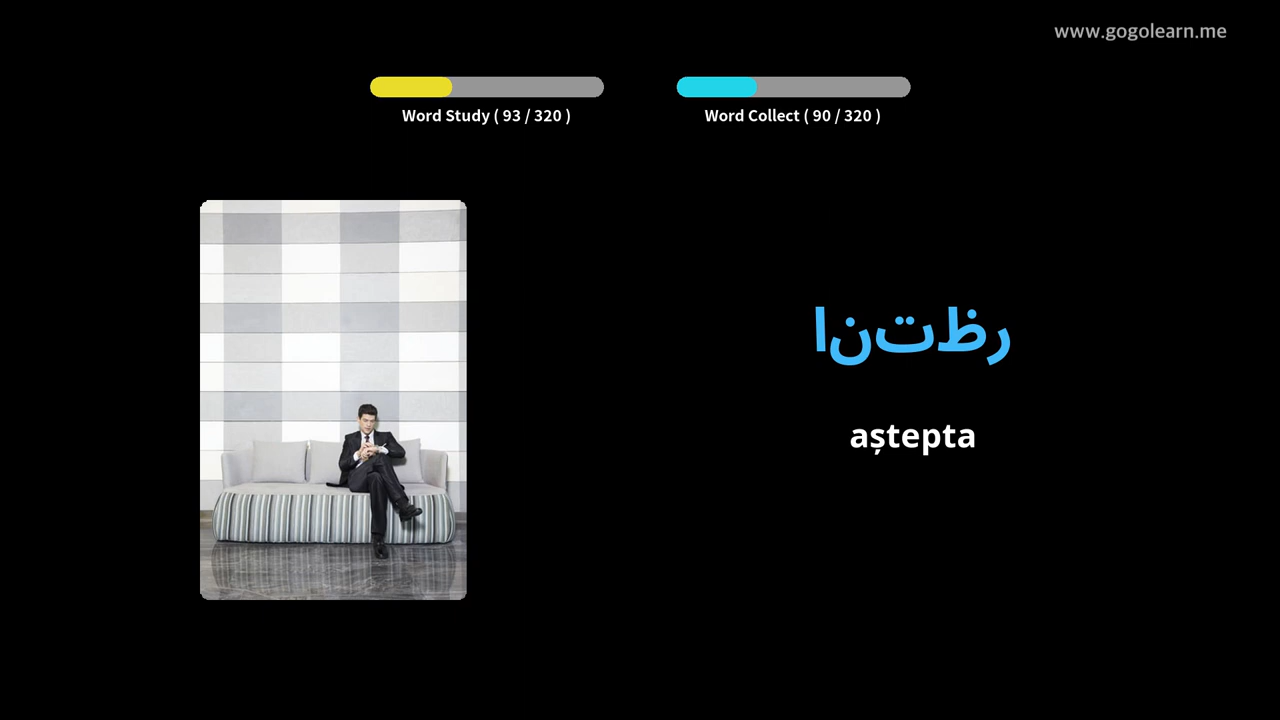 www.gogolearn.me
Word Study ( 93 / 320 )
Word Collect ( 90 / 320 )
انتظر
aștepta